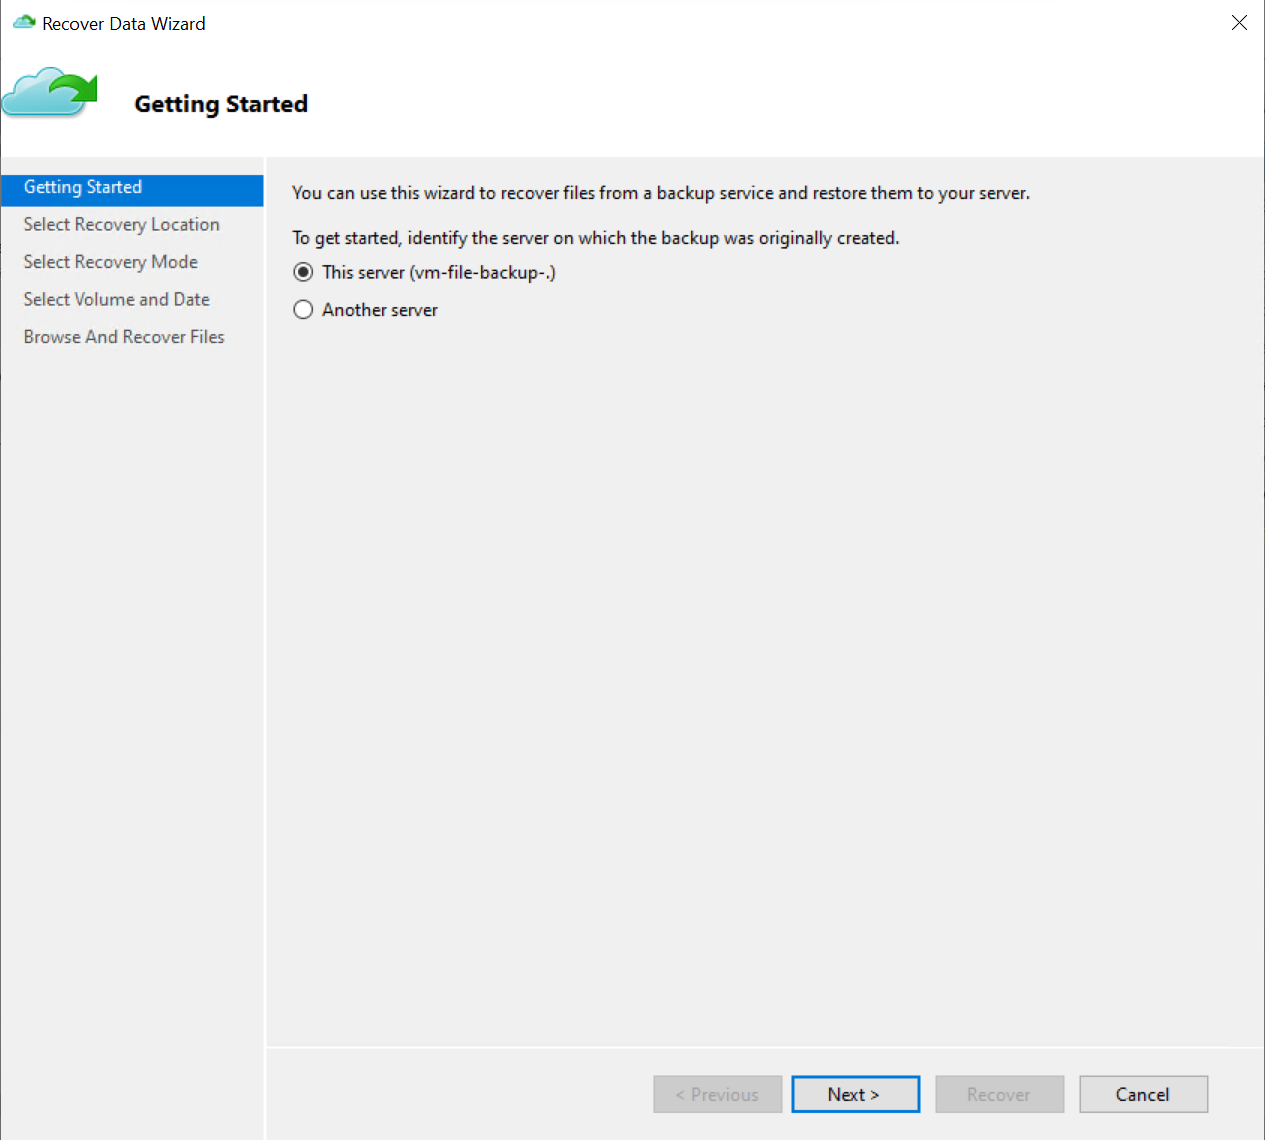 Recover Data Wizard
Getting Started
Getting Started
Select Recovery Location
Select Recovery Mode
Select Volume and Date
Browse And Recover Files
You can use this wizard to recover files from a backup service and restore them to your server.
To get started, identify the server on which the backup was originally created.
This server (vm-file-backup-.)
Another server
< Previous
Next >
Recover
Cancel